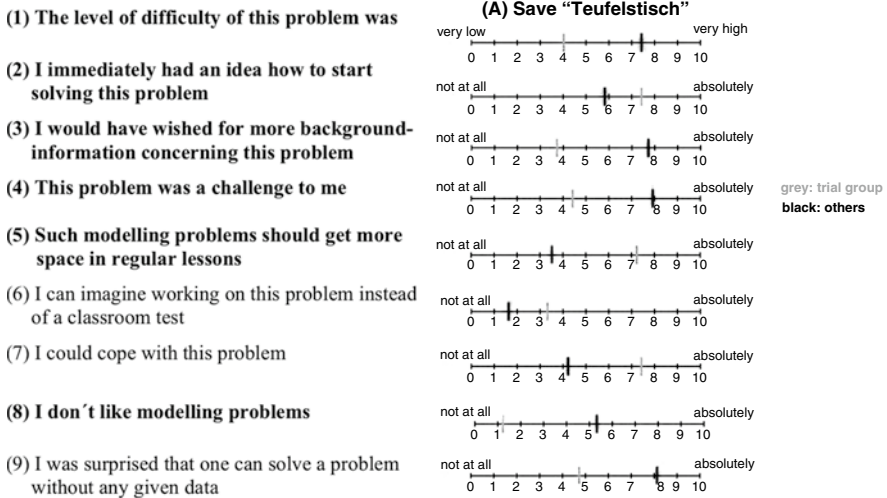 (A) Save “Teufelstisch”
(1) The level of difficulty of this problem was
very low very high
0 1 2 3 4 5 6 7 8 9 10
(2) I immediately had an idea how to start
solving this problem
not at all absolutely
0 1 2 3 4 5 6 7 8 9 10
(3) I would have wished for more background-
information concerning this problem
not at all absolutely
0 1 2 3 4 5 6 7 8 9 10
(4) This problem was a challenge to me
not at all absolutely
0 1 2 3 4 5 6 7 8 9 10
grey: trial group
black: others
(5) Such modelling problems should get more
space in regular lessons
not at all absolutely
0 1 2 3 4 5 6 7 8 9 10
(6) I can imagine working on this problem instead
of a classroom test
not at all absolutely
0 1 2 3 4 5 6 7 8 9 10
(7) I could cope with this problem
not at all absolutely
0 1 2 3 4 5 6 7 8 9 10
(8) I don´t like modelling problems
not at all absolutely
0 1 2 3 4 5 6 7 8 9 10
(9) I was surprised that one can solve a problem
without any given data
not at all absolutely
0 1 2 3 4 5 6 7 8 9 10